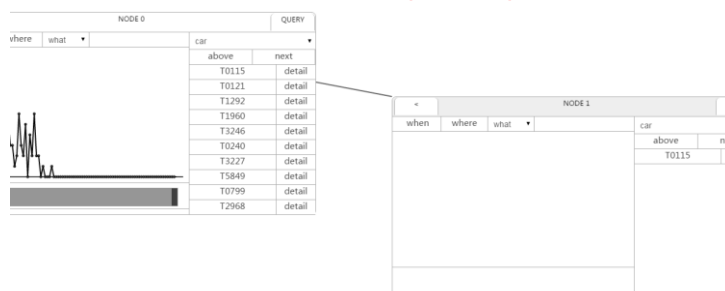 NODE 0 QUERY
where what car
above next
T0115 detail
T0121 detail
T1292 detail
T1960 detail
T3246 detail
T0240 detail
T3227 detail
T5849 detail
T0799 detail
T2968 detail
< NODE 1
when where what car
above n
T0115